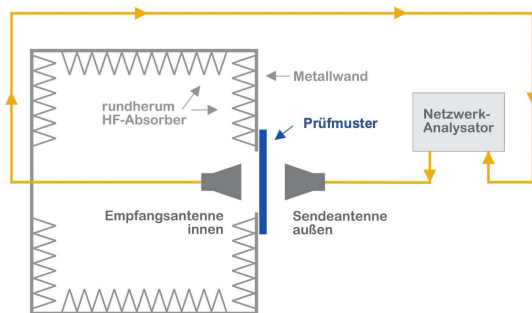 Metallwand
rundherum
HF-Absorber
Prüfmuster
Netzwerk-
Analysator
Empfangsantenne
innen
Sendeantenne
außen